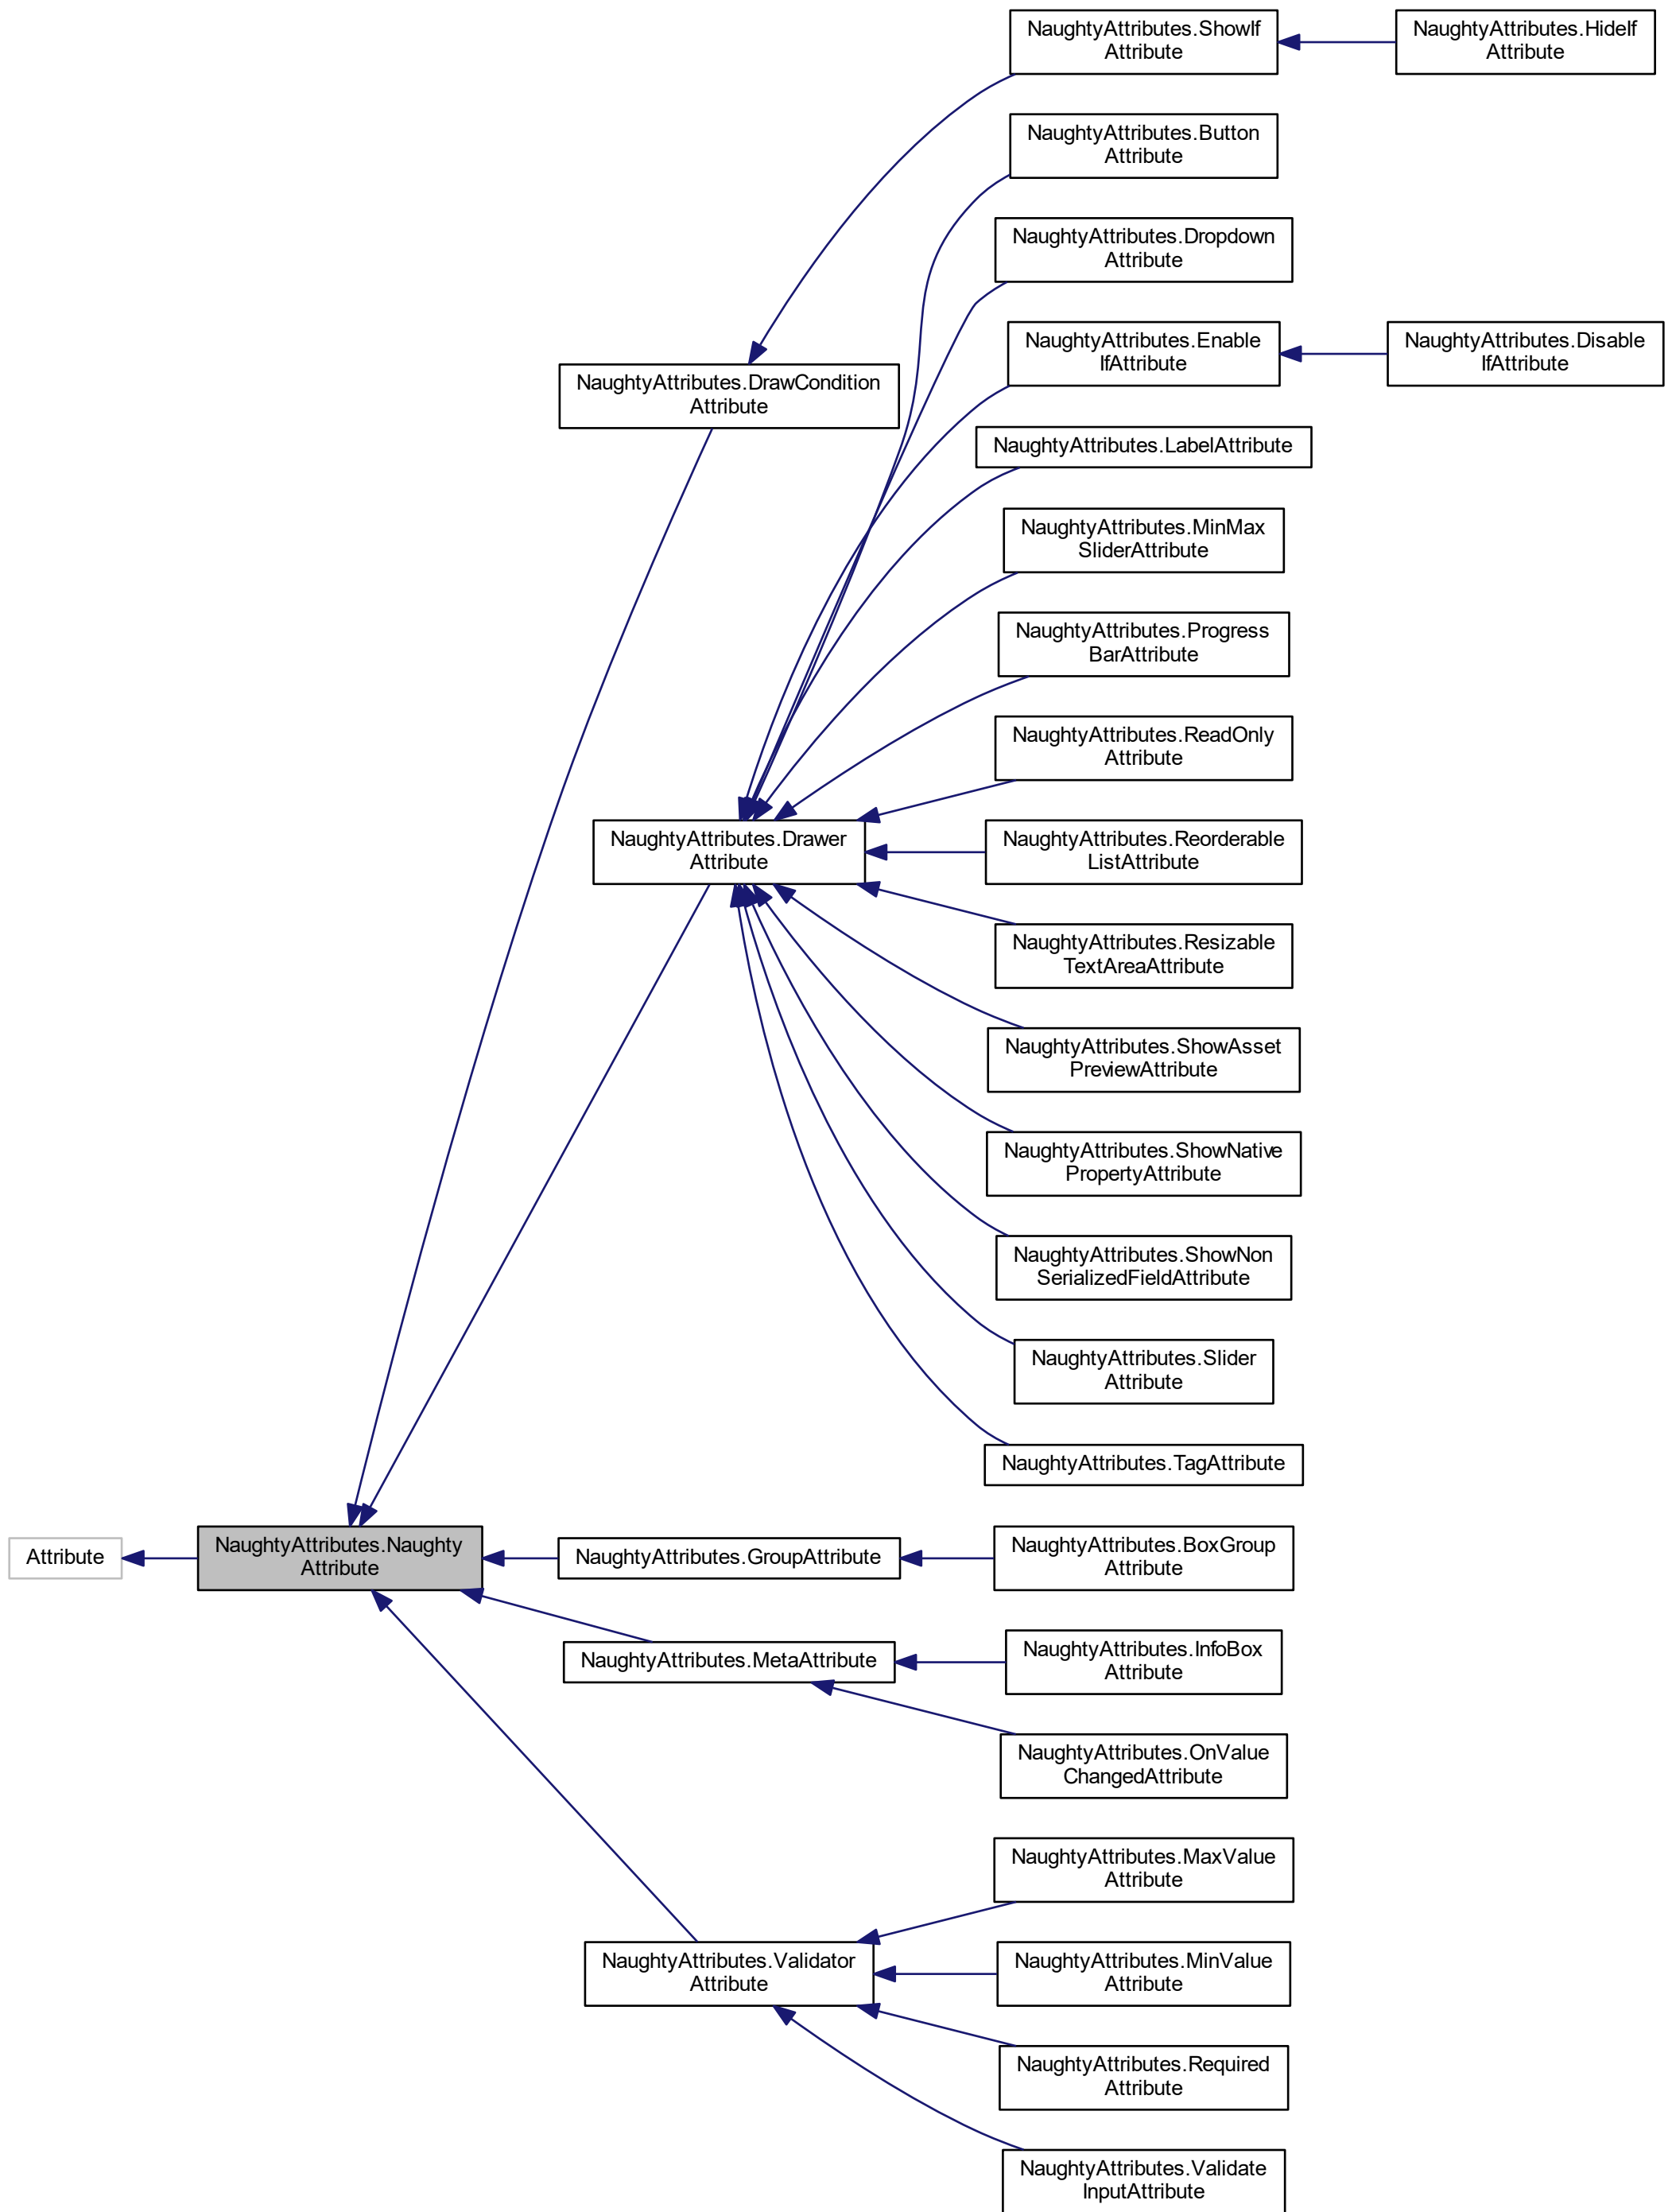 NaughtyAttributes.ShowIf
Attribute
NaughtyAttributes.HideIf
Attribute
NaughtyAttributes.Button
Attribute
NaughtyAttributes.Dropdown
Attribute
NaughtyAttributes.Enable
IfAttribute
NaughtyAttributes.Disable
IfAttribute
NaughtyAttributes.DrawCondition
Attribute
NaughtyAttributes.LabelAttribute
NaughtyAttributes.MinMax
SliderAttribute
NaughtyAttributes.Progress
BarAttribute
NaughtyAttributes.ReadOnly
Attribute
NaughtyAttributes.Drawer
Attribute
NaughtyAttributes.Reorderable
ListAttribute
NaughtyAttributes.Resizable
TextAreaAttribute
NaughtyAttributes.ShowAsset
PreviewAttribute
NaughtyAttributes.ShowNative
PropertyAttribute
NaughtyAttributes.ShowNon
SerializedFieldAttribute
NaughtyAttributes.Slider
Attribute
NaughtyAttributes.TagAttribute
Attribute
NaughtyAttributes.Naughty
Attribute
NaughtyAttributes.GroupAttribute
NaughtyAttributes.BoxGroup
Attribute
NaughtyAttributes.MetaAttribute
NaughtyAttributes.InfoBox
Attribute
NaughtyAttributes.OnValue
ChangedAttribute
NaughtyAttributes.MaxValue
Attribute
NaughtyAttributes.Validator
Attribute
NaughtyAttributes.MinValue
Attribute
NaughtyAttributes.Required
Attribute
NaughtyAttributes.Validate
InputAttribute